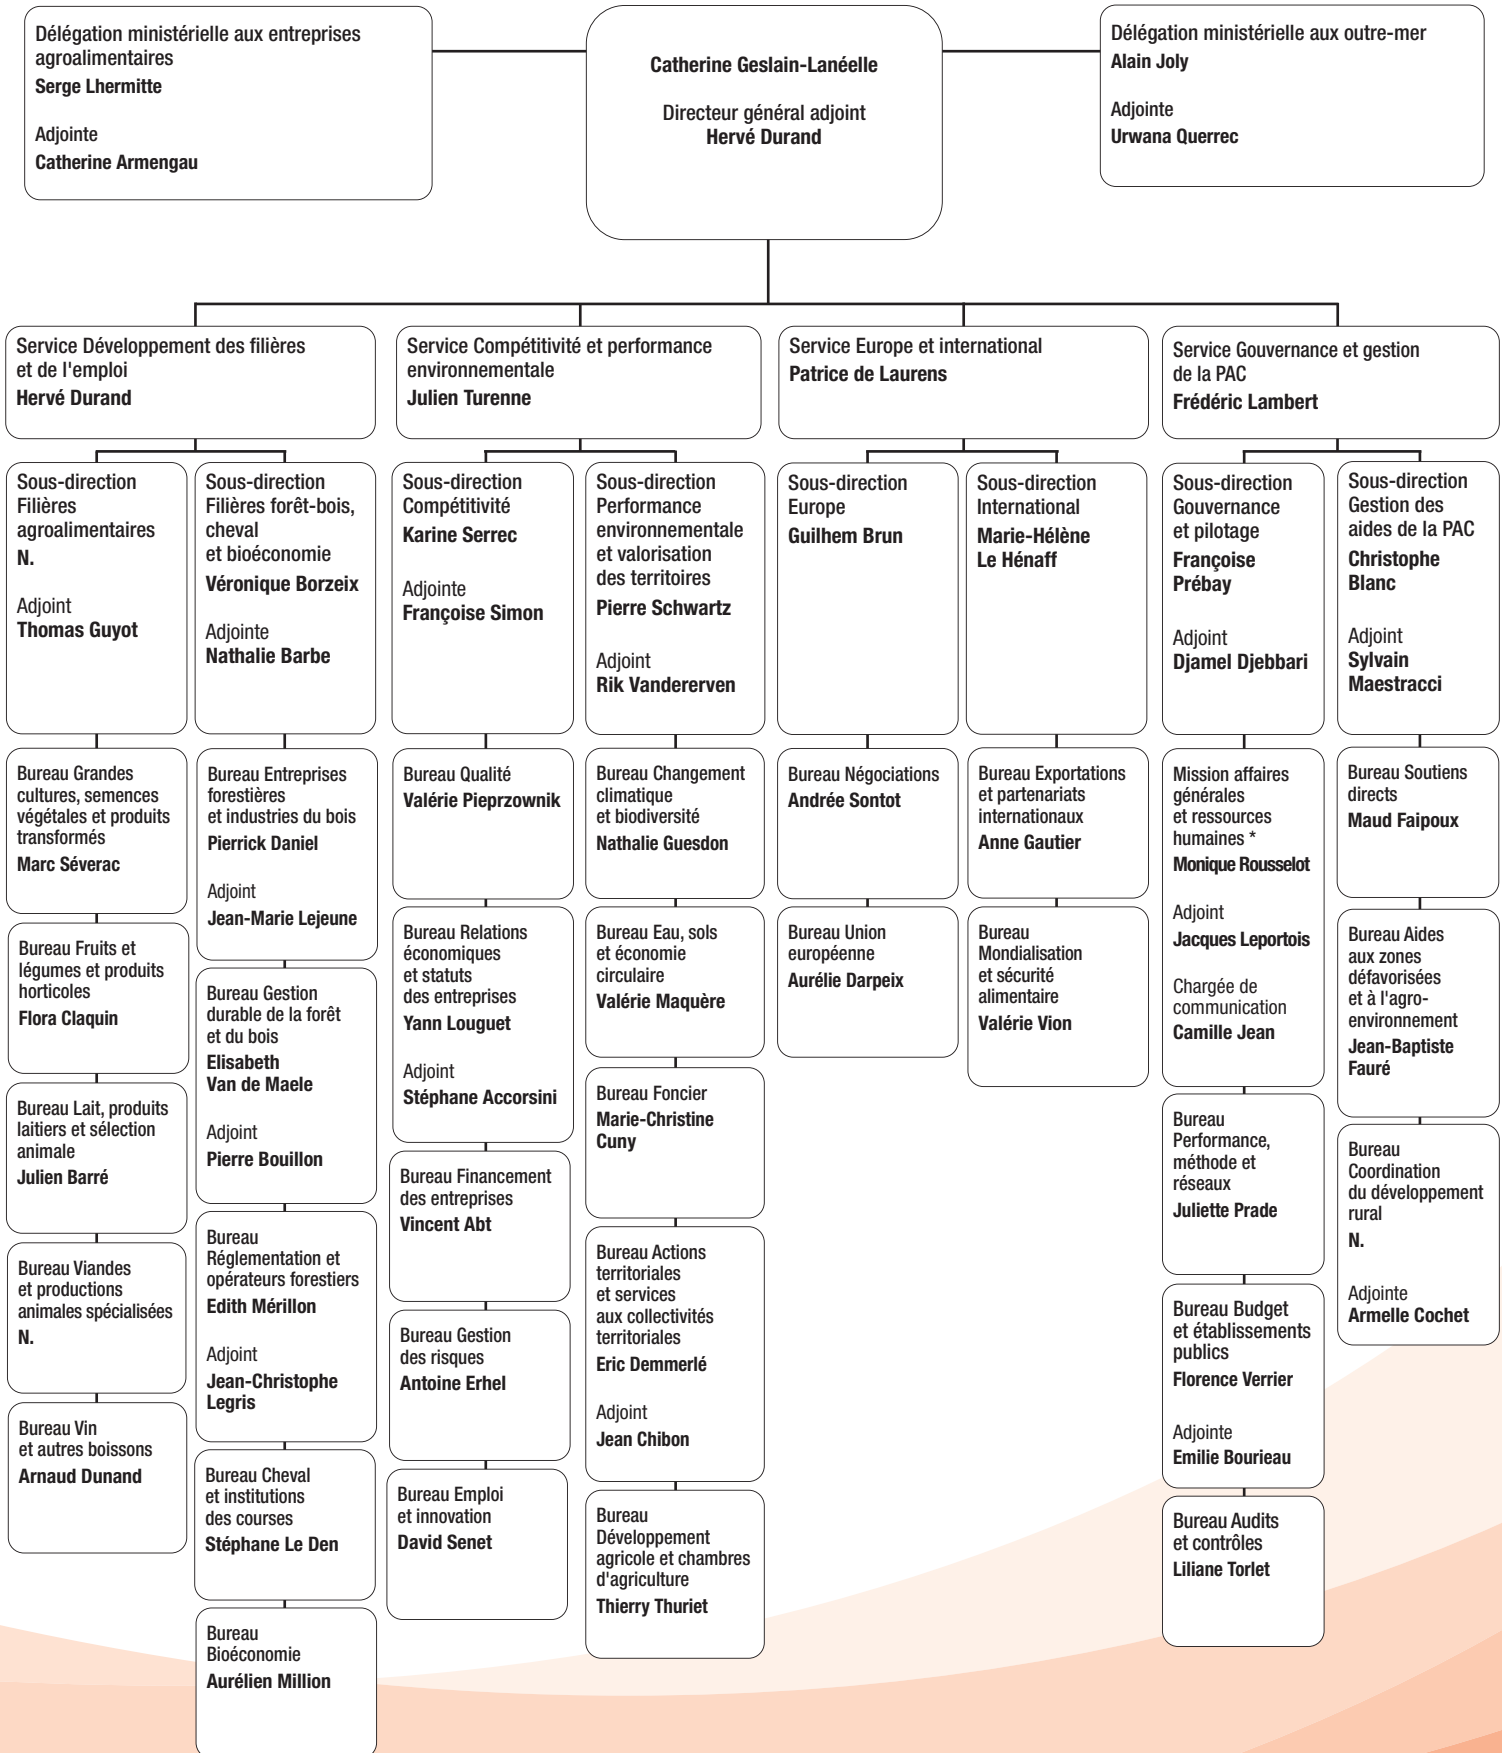 Délégation ministérielle aux entreprises
agroalimentaires
Serge Lhermitte
Adjointe
Catherine Armengau
Catherine Geslain-Lanéelle
Directeur général adjoint
Hervé Durand
Délégation ministérielle aux outre-mer
Alain Joly
Adjointe
Urwana Querrec
Service Développement des filières
et de l'emploi
Hervé Durand
Service Compétitivité et performance
environnementale
Julien Turenne
Service Europe et international
Patrice de Laurens
Service Gouvernance et gestion
de la PAC
Frédéric Lambert
Sous-direction
Filières
agroalimentaires
N.
Adjoint
Thomas Guyot
Sous-direction
Filières forêt-bois,
cheval
et bioéconomie
Véronique Borzeix
Adjointe
Nathalie Barbe
Sous-direction
Compétitivité
Karine Serrec
Adjointe
Françoise Simon
Sous-direction
Performance
environnementale
et valorisation
des territoires
Pierre Schwartz
Adjoint
Rik Vandererven
Sous-direction
Europe
Guilhem Brun
Sous-direction
International
Marie-Hélène
Le Hénaff
Sous-direction
Gouvernance
et pilotage
Françoise
Prébay
Adjoint
Djamel Djebbari
Sous-direction
Gestion des
aides de la PAC
Christophe
Blanc
Adjoint
Sylvain
Maestracci
Bureau Grandes
cultures, semences
végétales et produits
transformés
Marc Séverac
Bureau Fruits et
légumes et produits
horticoles
Flora Claquin
Bureau Lait, produits
laitiers et sélection
animale
Julien Barré
Bureau Viandes
et productions
animales spécialisées
N.
Bureau Vin
et autres boissons
Arnaud Dunand
Bureau Entreprises
forestières
et industries du bois
Pierrick Daniel
Adjoint
Jean-Marie Lejeune
Bureau Gestion
durable de la forêt
et du bois
Elisabeth
Van de Maele
Adjoint
Pierre Bouillon
Bureau
Réglementation et
opérateurs forestiers
Edith Mérillon
Adjoint
Jean-Christophe
Legris
Bureau Cheval
et institutions
des courses
Stéphane Le Den
Bureau
Bioéconomie
Aurélien Million
Bureau Qualité
Valérie Pieprzownik
Bureau Relations
économiques
et statuts
des entreprises
Yann Louguet
Adjoint
Stéphane Accorsini
Bureau Financement
des entreprises
Vincent Abt
Bureau Gestion
des risques
Antoine Erhel
Bureau Emploi
et innovation
David Senet
Bureau Changement
climatique
et biodiversité
Nathalie Guesdon
Bureau Eau, sols
et économie
circulaire
Valérie Maquère
Bureau Foncier
Marie-Christine
Cuny
Bureau Actions
territoriales
et services
aux collectivités
territoriales
Eric Demmerlé
Adjoint
Jean Chibon
Bureau
Développement
agricole et chambres
d'agriculture
Thierry Thuriet
Bureau Négociations
Andrée Sontot
Bureau Union
européenne
Aurélie Darpeix
Bureau Exportations
et partenariats
internationaux
Anne Gautier
Bureau
Mondialisation
et sécurité
alimentaire
Valérie Vion
Mission affaires
générales
et ressources
humaines *
Monique Rousselot
Adjoint
Jacques Leportois
Chargée de
communication
Camille Jean
Bureau
Performance,
méthode et
réseaux
Juliette Prade
Bureau Budget
et établissements
publics
Florence Verrier
Adjointe
Emilie Bourieau
Bureau Audits
et contrôles
Liliane Torlet
Bureau Soutiens
directs
Maud Faipoux
Bureau Aides
aux zones
défavorisées
et à l'agro-
environnement
Jean-Baptiste
Fauré
Bureau
Coordination
du développement
rural
N.
Adjointe
Armelle Cochet